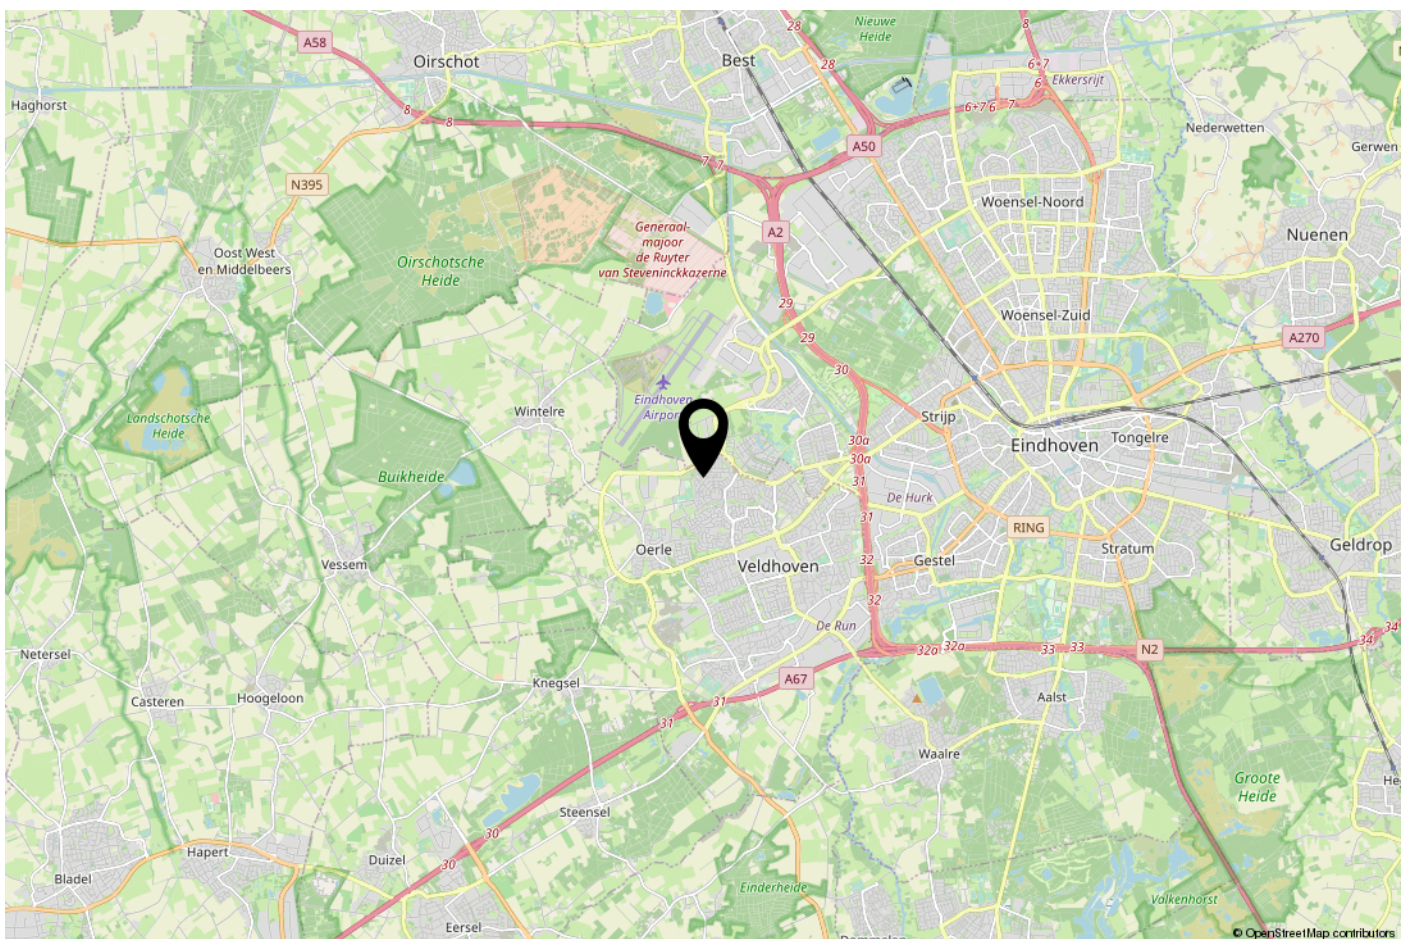 A58
Oirschot
Best
28
28
Nieuwe
Heide
8
6+7
6
Ekkersrijt
Haghorst
8
8
6+7
6
7
Nederwetten
Gerwen
A50
7
7
N395
Woensel-Noord
Generaal-
majoor
de Ruyter
van Steveninckkazerne
A2
Nuenen
Oost West
en Middelbeers
Oirschotsche
Heide
29
29
Woensel-Zuid
A270
30
Eindhoven
Wintelre
Landschotsche
Heide
Strijp
Eindhoven
Tongelre
30a
30a
31
Buikheide
De Hurk
31
RING
Oerle
Vessem
Veldhoven
32
Gestel
Stratum
Geldrop
32
De Run
34
34
32a
32a
33
33
N2
Netersel
A67
Knegsel
Casteren
Hoogeloon
31
31
Aalst
Waalre
Groote
Heide
Steensel
30
30
Hapert
Duizel
Bladel
Einderheide
Valkenhorst
Eersel
© OpenStreetMap contributors